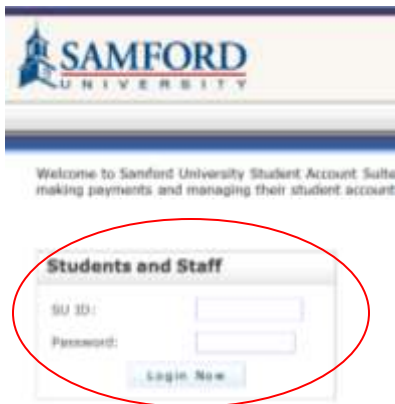 SAMFORD
UNIVERSITY
Welcome to Samford University Student Account Suite
making payments and managing their student account
Students and Staff
SU ID:
Password:
Login Now